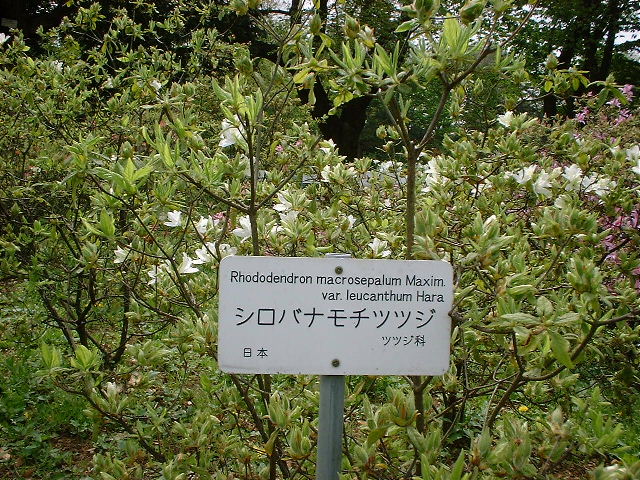 Rhododendron macrosepalum Maxim.
var. leucanthum Hara
シロバナモチツツジ
ツツジ科
日本